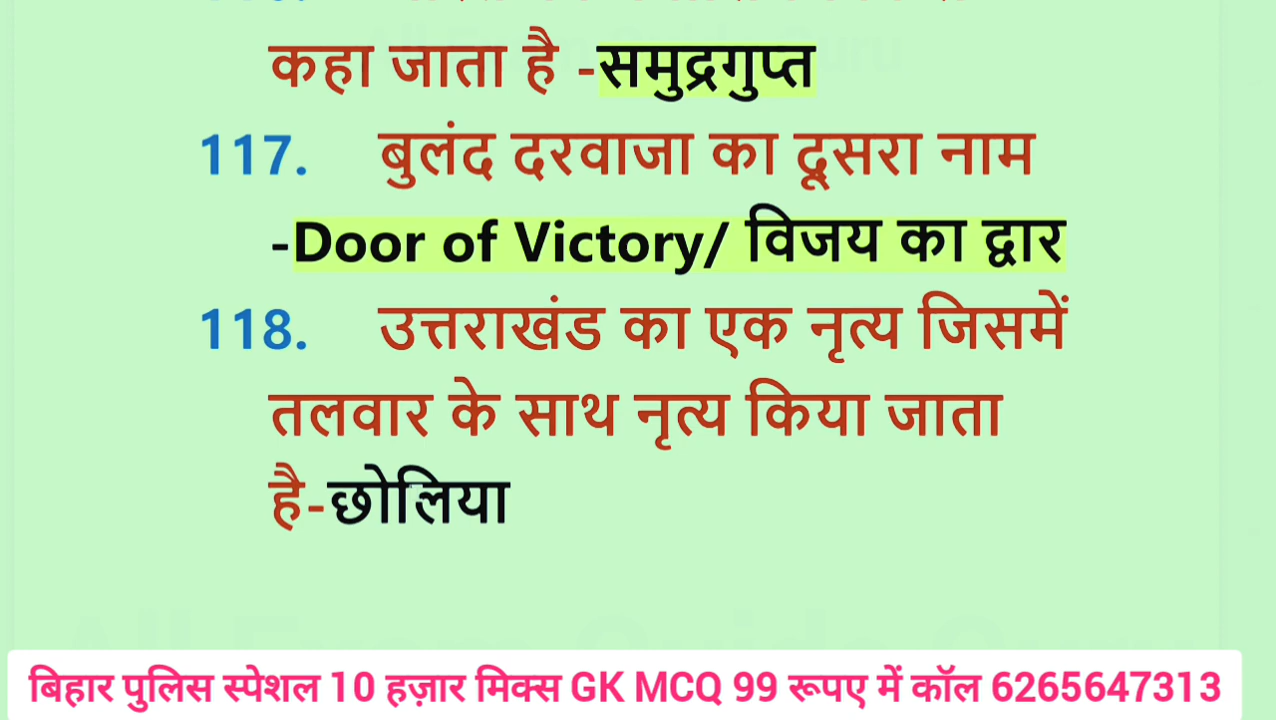 कहा जाता है -समुद्रगुप्त
117. बुलंद दरवाजा का दूसरा नाम
-Door of Victory/ विजय का द्वार
118. उत्तराखंड का एक नृत्य जिसमें
तलवार के साथ नृत्य किया जाता
है-छोलिया
बिहार पुलिस स्पेशल 10 हज़ार मिक्स GK MCQ 99 रूपए में कॉल 6265647313